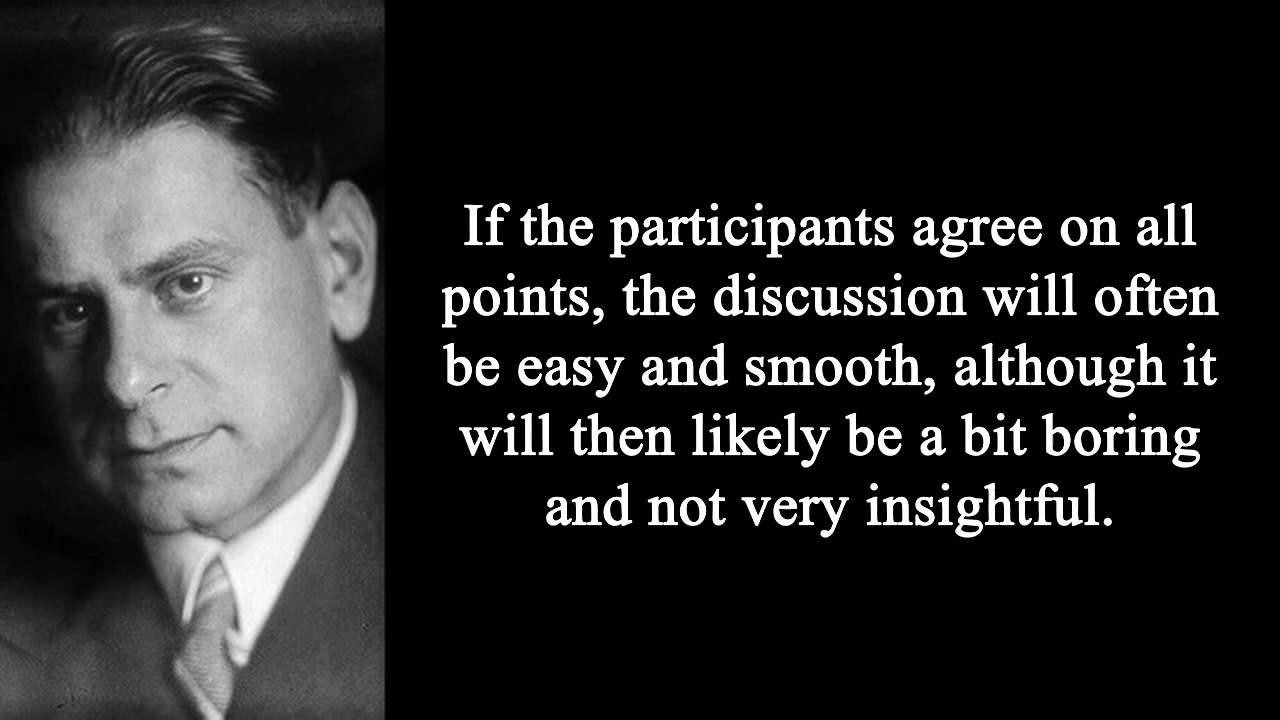 If the participants agree on all
points, the discussion will often
be easy and smooth, although it
will then likely be a bit boring
and not very insightful.